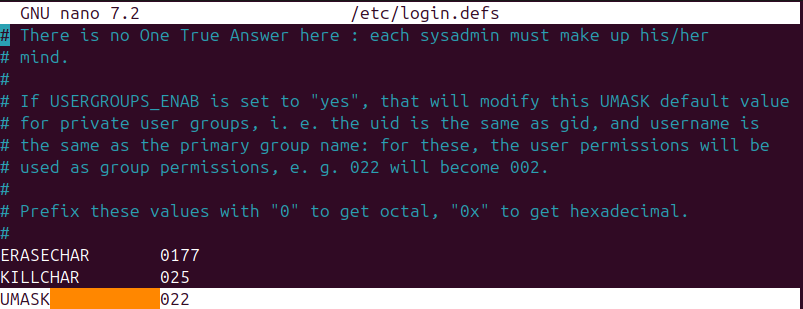 GNU nano 7.2 /etc/login.defs
# There is no One True Answer here : each sysadmin must make up his/her
# mind.
#
# If USERGROUPS_ENAB is set to "yes", that will modify this UMASK default value
# for private user groups, i. e. the uid is the same as gid, and username is
# the same as the primary group name: for these, the user permissions will be
# used as group permissions, e. g. 022 will become 002.
#
# Prefix these values with "0" to get octal, "0x" to get hexadecimal.
#
ERASECHAR 0177
KILLCHAR 025
UMASK 022